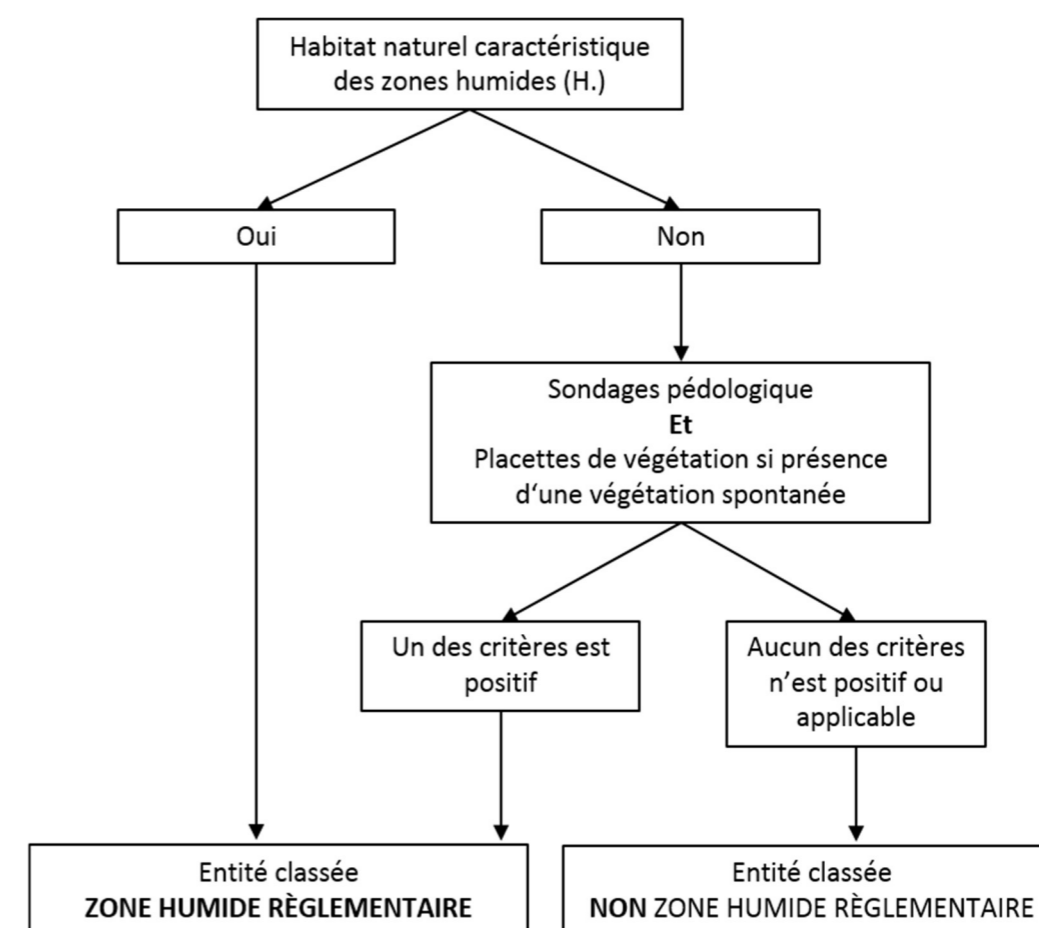 Habitat naturel caractéristique
des zones humides (H.)
Oui
Non
Sondages pédologique
Et
Placettes de végétation si présence
d‘une végétation spontanée
Un des critères est
positif
Aucun des critères
n’est positif ou
applicable
Entité classée
ZONE HUMIDE RÈGLEMENTAIRE
Entité classée
NON ZONE HUMIDE RÈGLEMENTAIRE